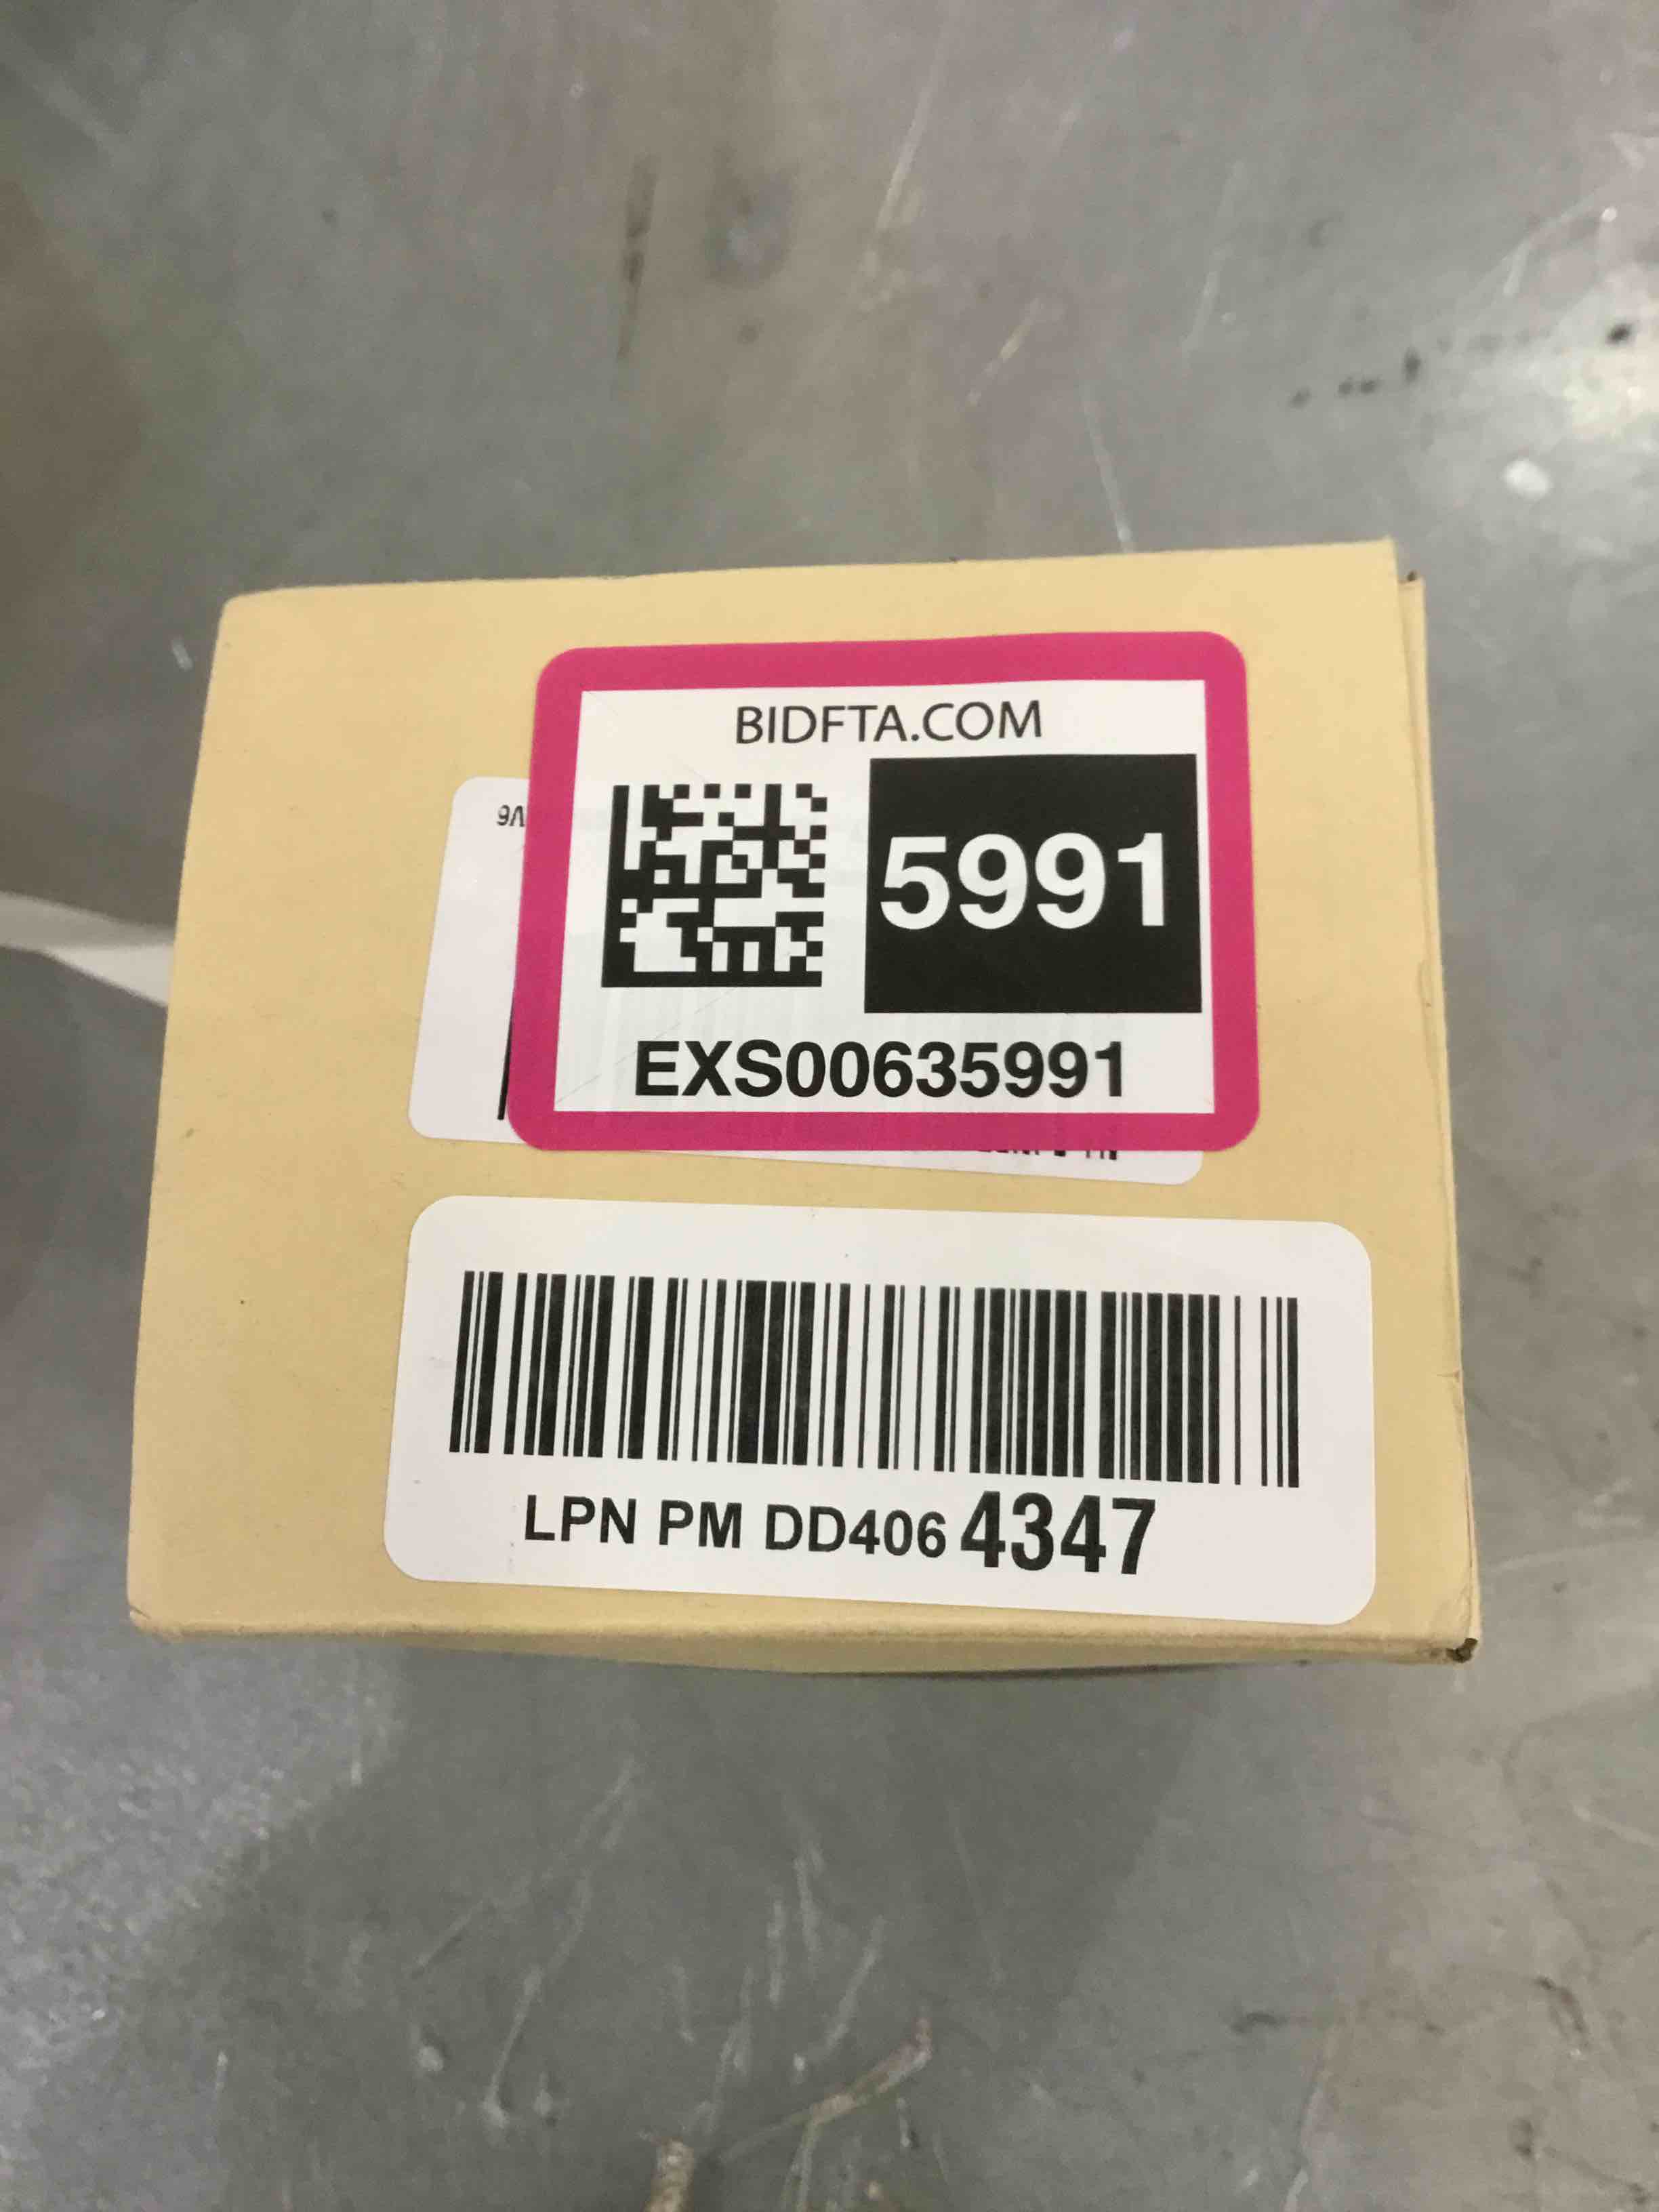 BIDFTA.COM
5991
EXS00635991
LPN PM DD406 4347